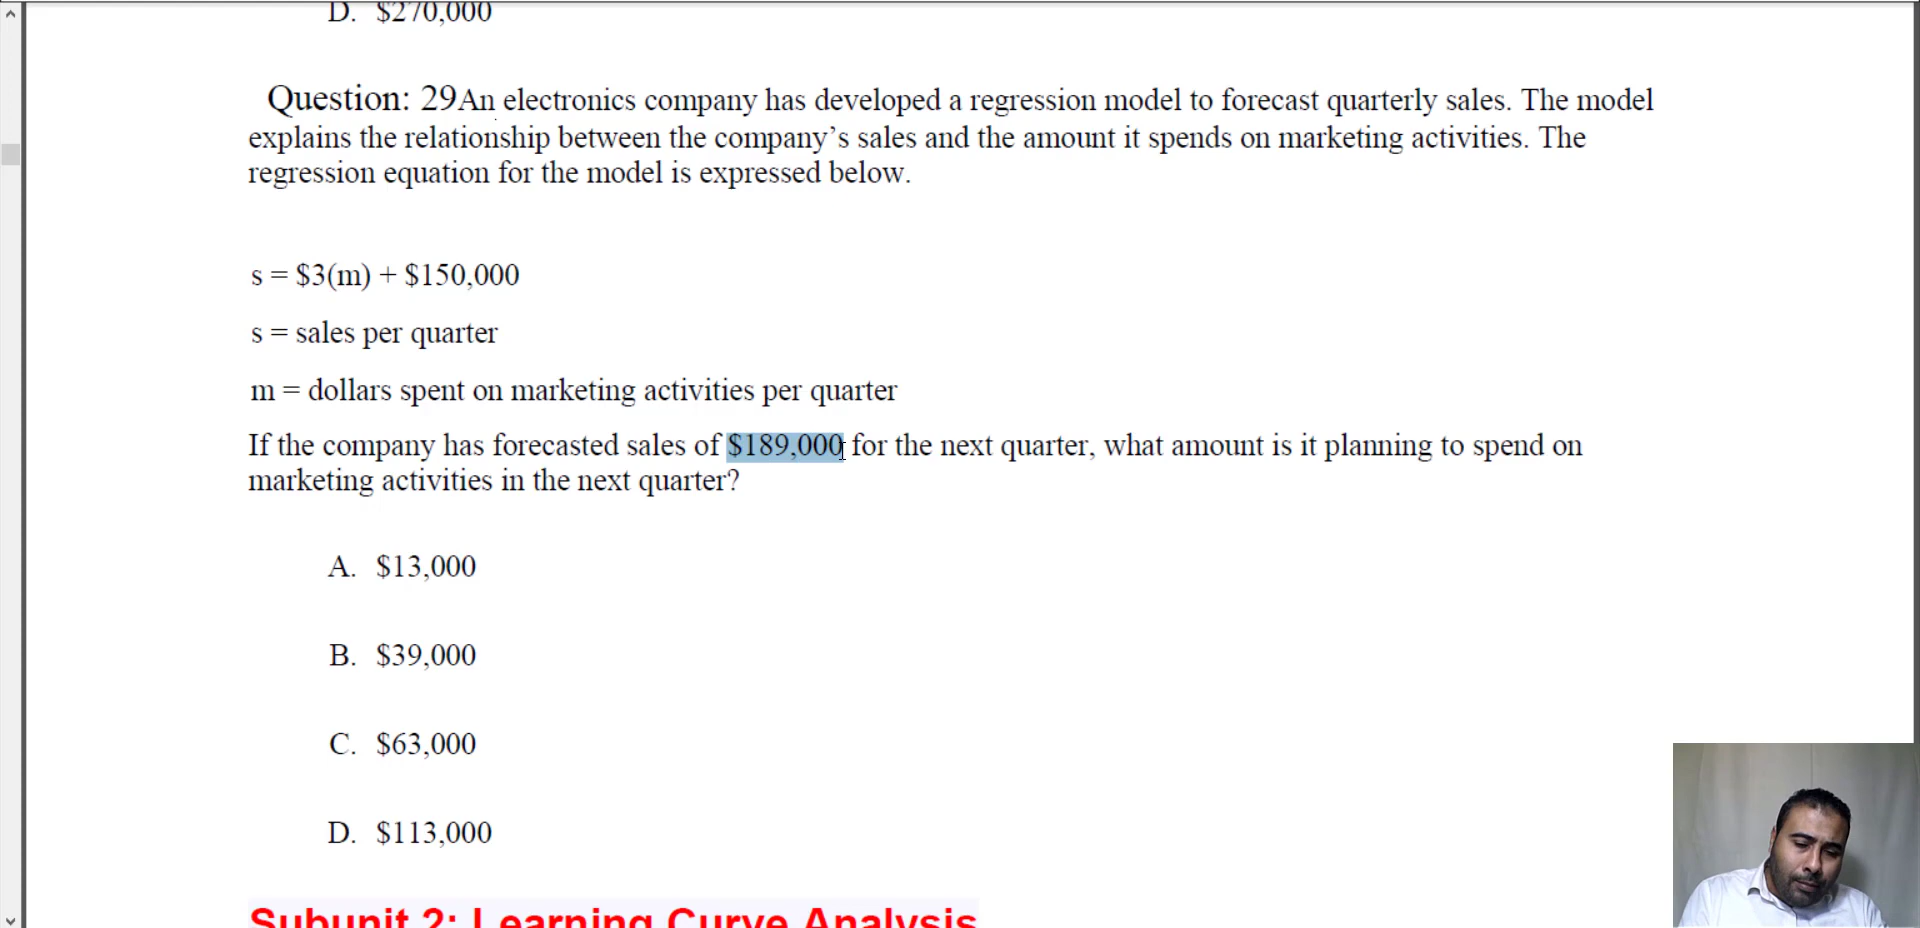 D. $270,000
Question: 29An electronics company has developed a regression model to forecast quarterly sales. The model
explains the relationship between the company’s sales and the amount it spends on marketing activities. The
regression equation for the model is expressed below.
s = $3(m) + $150,000
s = sales per quarter
m = dollars spent on marketing activities per quarter
If the company has forecasted sales of $189,000 for the next quarter, what amount is it planning to spend on
marketing activities in the next quarter?
A. $13,000
B. $39,000
C. $63,000
D. $113,000
Subunit 2: Learning Curve Analysis